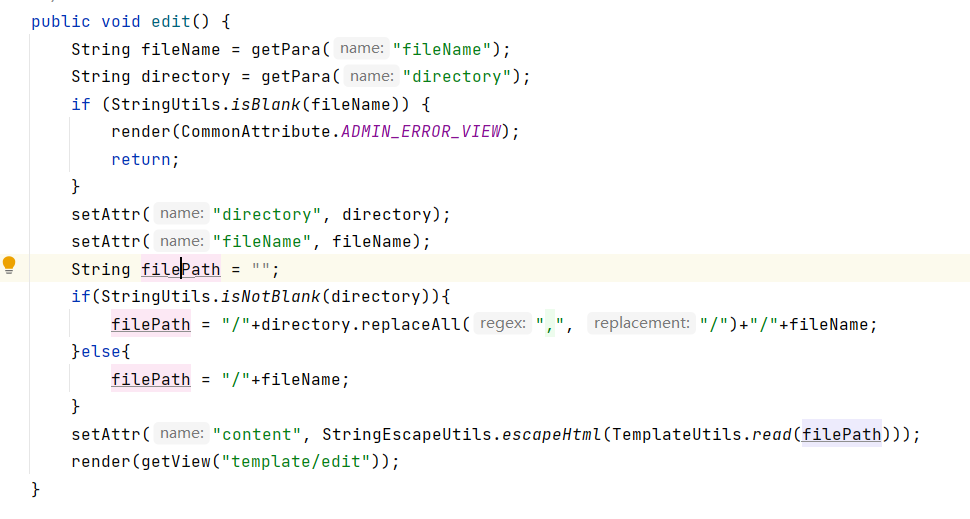 public void edit() {
    String fileName = getPara( name: "fileName");
    String directory = getPara( name: "directory");
    if (StringUtils.isBlank(fileName)) {
        render(CommonAttribute.ADMIN_ERROR_VIEW);
        return;
    }
    setAttr( name: "directory", directory);
    setAttr( name: "fileName", fileName);
    String filePath = "";
    if(StringUtils.isNotBlank(directory)){
        filePath = "/"+directory.replaceAll( regex: ",", replacement: "/")+"/"+fileName;
    }else{
        filePath = "/"+fileName;
    }
    setAttr( name: "content", StringEscapeUtils.escapeHtml(TemplateUtils.read(filePath)));
    render(getView("template/edit"));
}